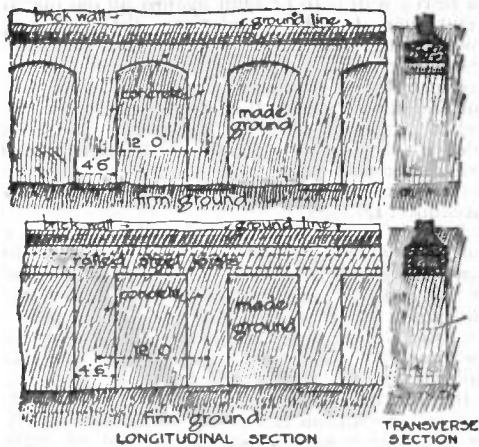 brick wall ground line
concrete
made
ground
12' 0"
4'6"
firm ground
brick wall ground line
rolled steel joists
concrete
made
ground
12' 0"
4'6"
firm ground
LONGITUDINAL SECTION
TRANSVERSE
SECTION